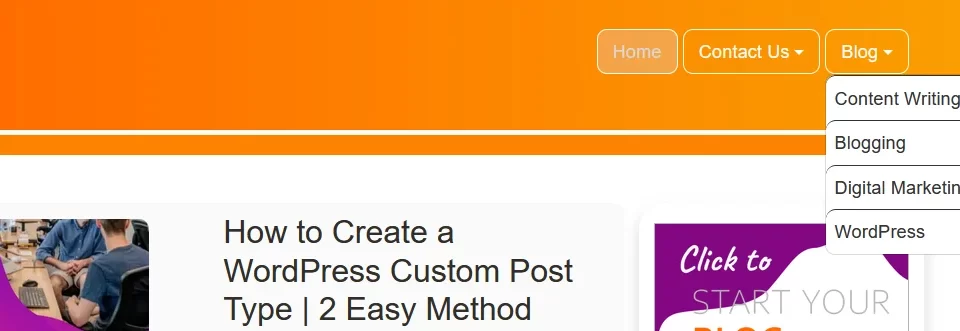 Home
Contact Us
Blog
Content Writing
Blogging
Digital Marketin
WordPress
How to Create a
WordPress Custom Post
Type | 2 Easy Method
Click to
START YOUR
BLOG